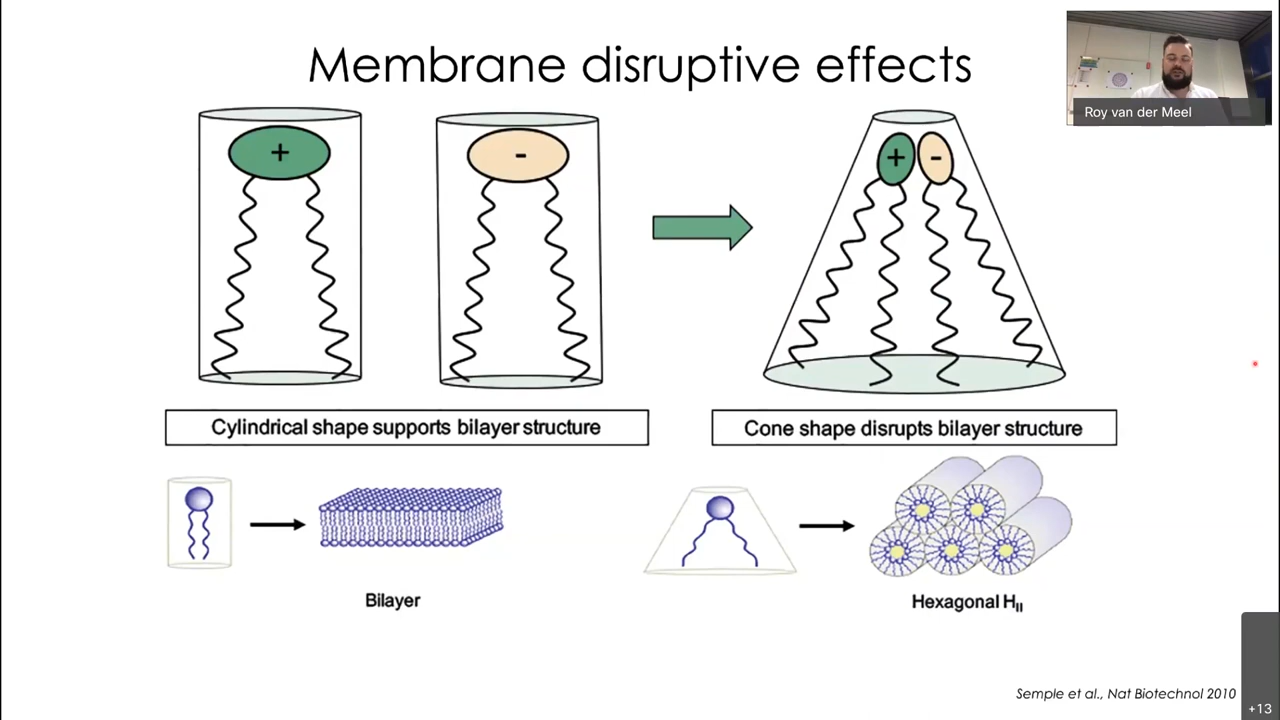 Membrane disruptive effects
Roy van der Meel
+
-
+ -
Cylindrical shape supports bilayer structure
Cone shape disrupts bilayer structure
Bilayer
Hexagonal HII
Semple et al., Nat Biotechnol 2010
+13